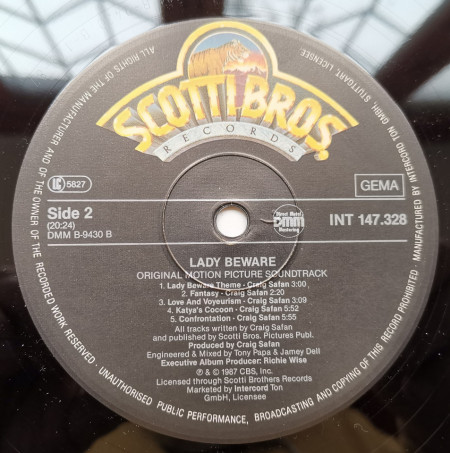 SCOTTI BROS.
RECORDS
LC 5827
GEMA
Side 2
(20:24)
DMM B-9430 B
Direct Metal
DMM
Mastering
INT 147.328
LADY BEWARE
ORIGINAL MOTION PICTURE SOUNDTRACK
1. Lady Beware Theme - Craig Safan 3:00
2. Fantasy - Craig Safan 2:20
3. Love And Voyeurism - Craig Safan 3:09
4. Katya's Cocoon - Craig Safan 5:52
5. Confrontation - Craig Safan 5:55
All tracks written by Craig Safan
and published by Scotti Bros. Pictures Publ.
Produced by Craig Safan
Engineered & Mixed by Tony Papa & Jamey Dell
Executive Album Producer: Richie Wise
℗ & © 1987 CBS, Inc.
Licensed through Scotti Brothers Records
Marketed by Intercord Ton
GmbH, Licensee
ALL RIGHTS OF THE MANUFACTURER AND OF THE OWNER OF THE RECORDED WORK RESERVED - UNAUTHORISED PUBLIC PERFORMANCE, BROADCASTING AND COPYING OF THIS RECORD PROHIBITED
MANUFACTURED BY INTERCORD TON GMBH, STUTTGART, LICENSEE.